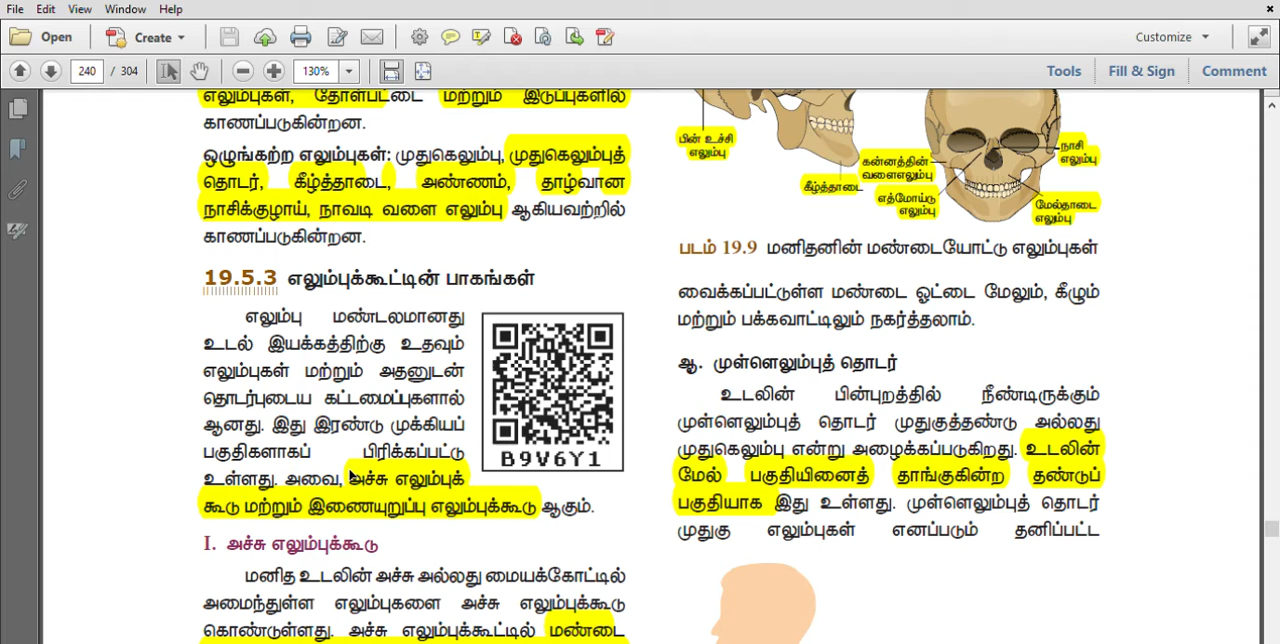 File Edit View Window Help
Open Create Customize
240 / 304 130% Tools Fill & Sign Comment
எலும்புகள், தோள்பட்டை மற்றும் இடுப்புகளில்
காணப்படுகின்றன.
ஒழுங்கற்ற எலும்புகள்: முதுகெலும்பு, முதுகெலும்புத்
தொடர், கீழ்த்தாடை, அண்ணம், தாழ்வான
நாசிக்குழாய், நாவடி வளை எலும்பு ஆகியவற்றில்
காணப்படுகின்றன.
19.5.3 எலும்புக்கூட்டின் பாகங்கள்
எலும்பு மண்டலமானது
உடல் இயக்கத்திற்கு உதவும்
எலும்புகள் மற்றும் அதனுடன்
தொடர்புடைய கட்டமைப்புகளால்
ஆனது. இது இரண்டு முக்கியப்
பகுதிகளாகப் பிரிக்கப்பட்டு
உள்ளது. அவை, அச்சு எலும்புக்
கூடு மற்றும் இணையுறுப்பு எலும்புக்கூடு ஆகும்.
B9V6Y1
I. அச்சு எலும்புக்கூடு
மனித உடலின் அச்சு அல்லது மையக்கோட்டில்
அமைந்துள்ள எலும்புகளை அச்சு எலும்புக்கூடு
கொண்டுள்ளது. அச்சு எலும்புக்கூட்டில் மண்டை
பின் உச்சி
எலும்பு
கீழ்த்தாடை
கன்னத்தின்
வளைஎலும்பு
எத்மோய்டு
எலும்பு
நாசி
எலும்பு
மேல்தாடை
எலும்பு
படம் 19.9 மனிதனின் மண்டையோட்டு எலும்புகள்
வைக்கப்பட்டுள்ள மண்டை ஓட்டை மேலும், கீழும்
மற்றும் பக்கவாட்டிலும் நகர்த்தலாம்.
ஆ. முள்ளெலும்புத் தொடர்
உடலின் பின்புறத்தில் நீண்டிருக்கும்
முள்ளெலும்புத் தொடர் முதுகுத்தண்டு அல்லது
முதுகெலும்பு என்று அழைக்கப்படுகிறது. உடலின்
மேல் பகுதியினைத் தாங்குகின்ற தண்டுப்
பகுதியாக இது உள்ளது. முள்ளெலும்புத் தொடர்
முதுகு எலும்புகள் எனப்படும் தனிப்பட்ட